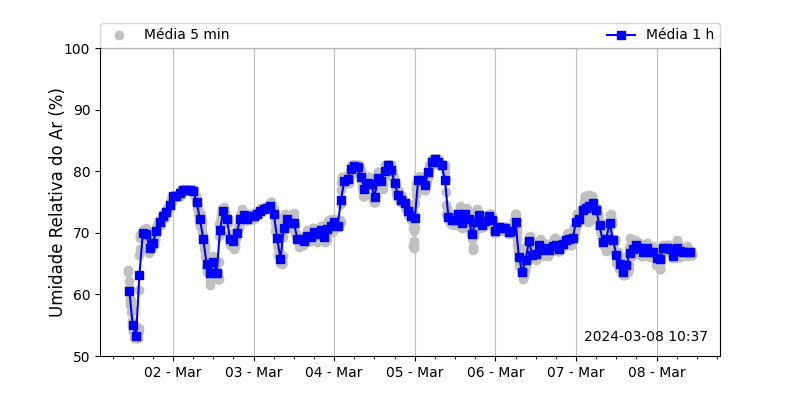 Média 5 min
Média 1 h
Umidade Relativa do Ar (%)
100
90
80
70
60
50
2024-03-08 10:37
02 - Mar
03 - Mar
04 - Mar
05 - Mar
06 - Mar
07 - Mar
08 - Mar